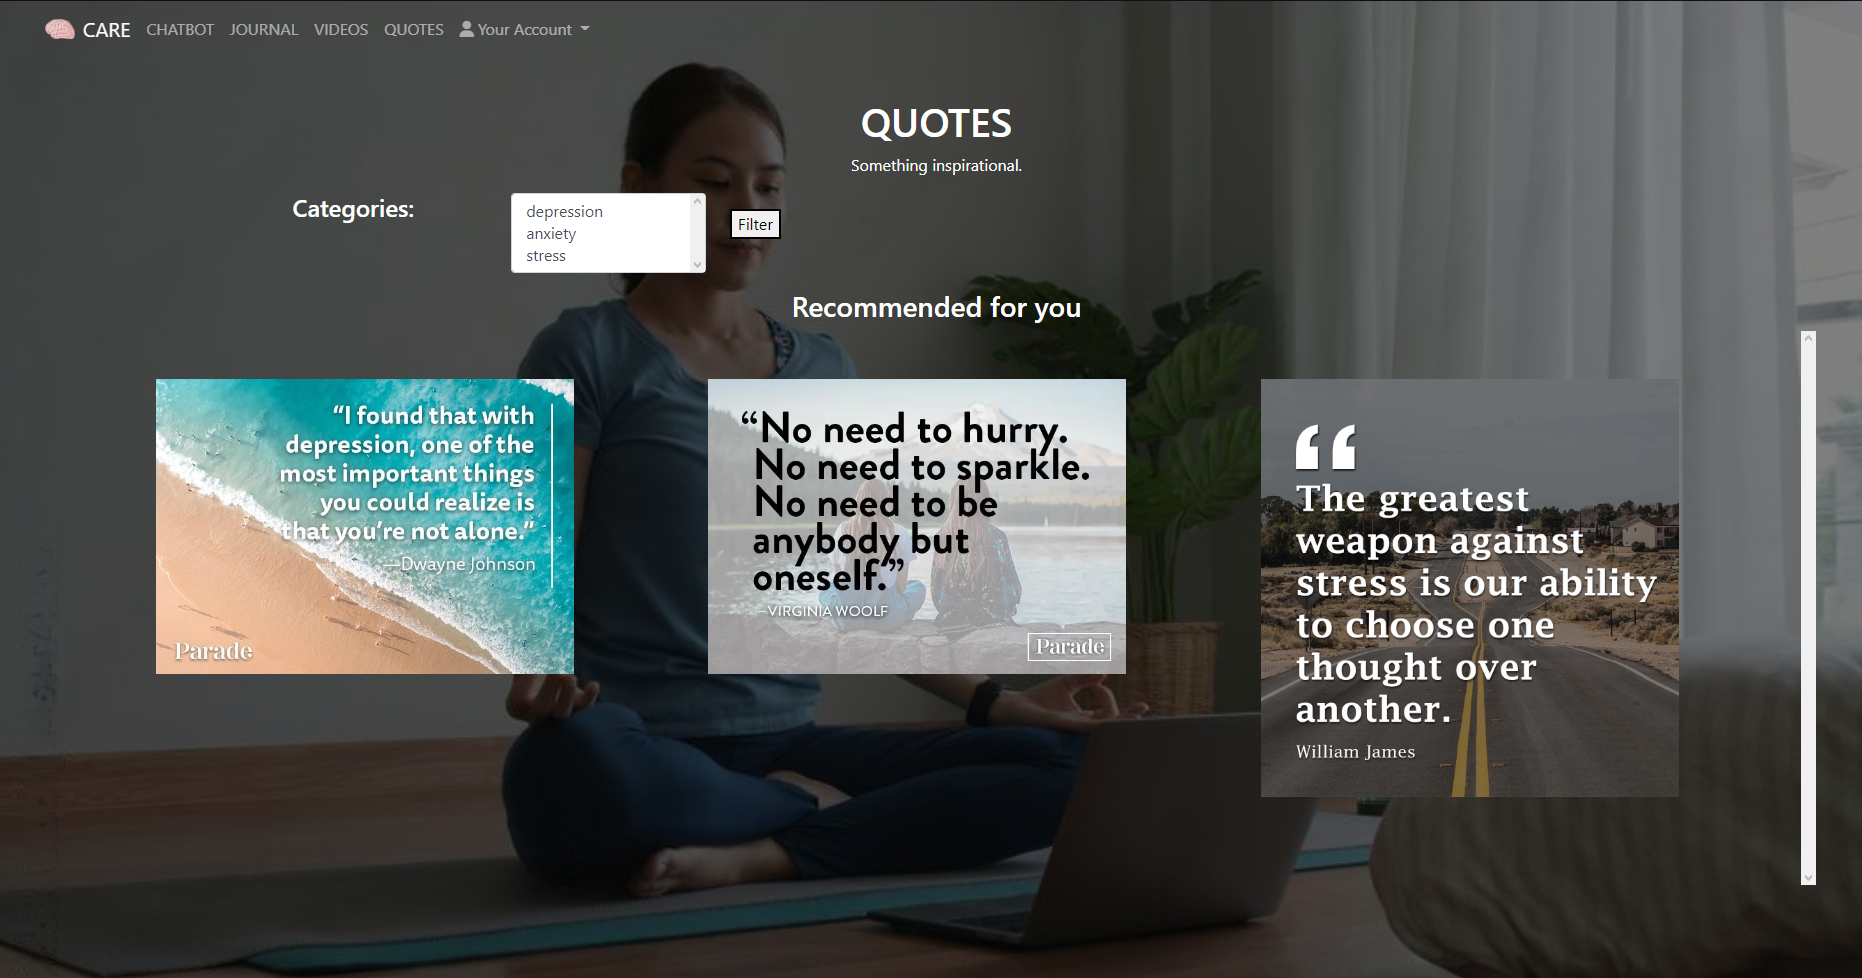 CARE CHATBOT JOURNAL VIDEOS QUOTES Your Account
QUOTES
Something inspirational.
Categories:
depression
anxiety
stress
Filter
Recommended for you
“I found that with
depression, one of the
most important things
you could realize is
that you’re not alone.”
—Dwayne Johnson
Parade
“No need to hurry.
No need to sparkle.
No need to be
anybody but
oneself.”
—VIRGINIA WOOLF
Parade
“
The greatest
weapon against
stress is our ability
to choose one
thought over
another.
William James